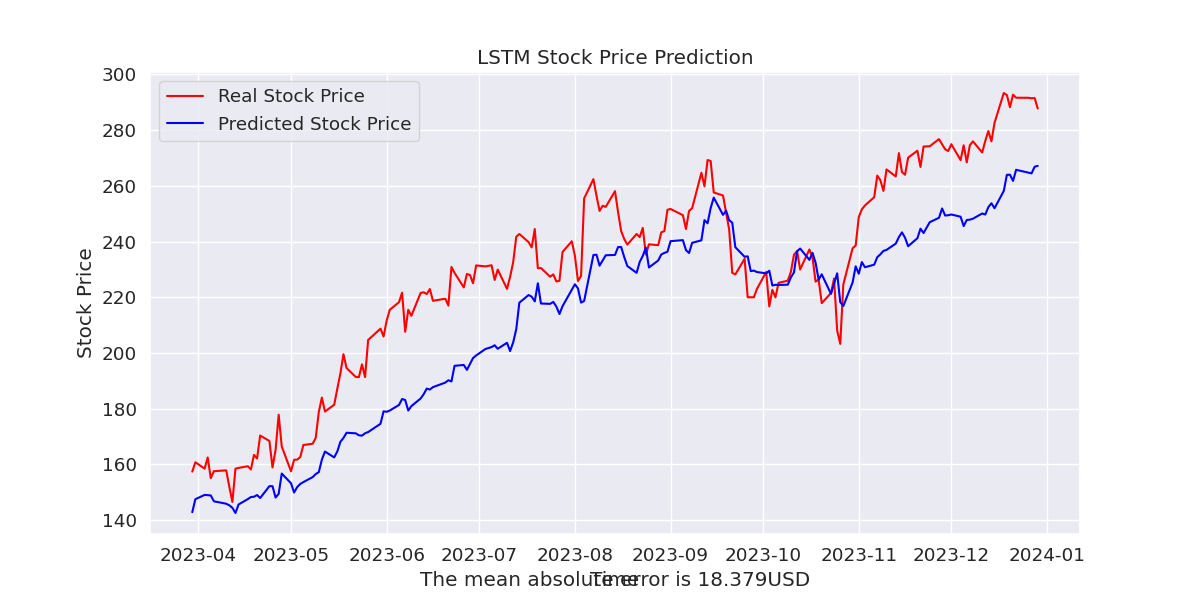 LSTM Stock Price Prediction
Real Stock Price
Predicted Stock Price
Stock Price
300
280
260
240
220
200
180
160
140
2023-04 2023-05 2023-06 2023-07 2023-08 2023-09 2023-10 2023-11 2023-12 2024-01
Time
The mean absolute error is 18.379USD